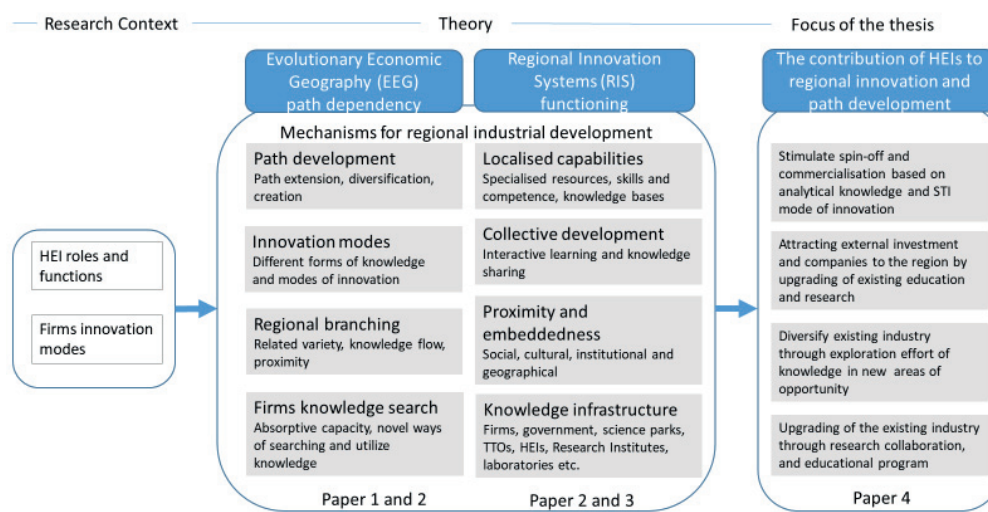 Research Context
Theory
Focus of the thesis
Evolutionary Economic
Geography (EEG)
path dependency
Regional Innovation
Systems (RIS)
functioning
The contribution of HEIs to
regional innovation and
path development
HEI roles and
functions
Firms innovation
modes
Mechanisms for regional industrial development
Path development
Path extension, diversification,
creation
Innovation modes
Different forms of knowledge
and modes of innovation
Regional branching
Related variety, knowledge flow,
proximity
Firms knowledge search
Absorptive capacity, novel ways
of searching and utilize
knowledge
Paper 1 and 2
Localised capabilities
Specialised resources, skills and
competence, knowledge bases
Collective development
Interactive learning and knowledge
sharing
Proximity and
embeddedness
Social, cultural, institutional and
geographical
Knowledge infrastructure
Firms, government, science parks,
TTOs, HEIs, Research Institutes,
laboratories etc.
Paper 2 and 3
Stimulate spin-off and
commercialisation based on
analytical knowledge and STI
mode of innovation
Attracting external investment
and companies to the region by
upgrading of existing education
and research
Diversify existing industry
through exploration effort of
knowledge in new areas of
opportunity
Upgrading of the existing industry
through research collaboration,
and educational program
Paper 4